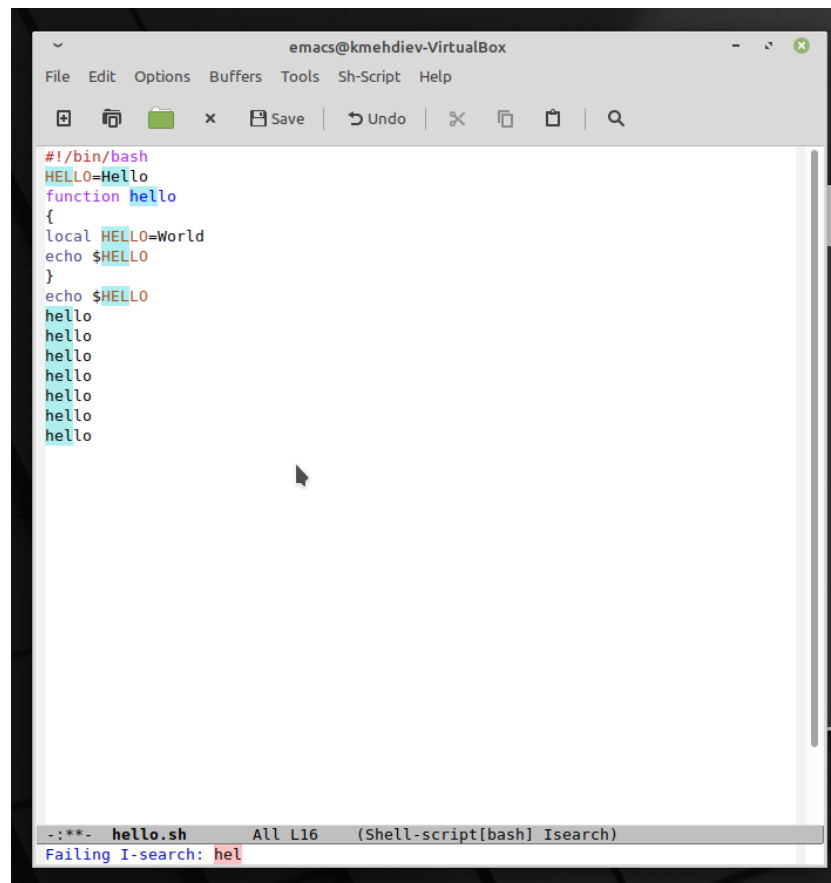 emacs@kmehdiev-VirtualBox
File Edit Options Buffers Tools Sh-Script Help
Save Undo
#!/bin/bash
HELLO=Hello
function hello
{
local HELLO=World
echo $HELLO
}
echo $HELLO
hello
hello
hello
hello
hello
hello
hello
-:**- hello.sh All L16 (Shell-script[bash] Isearch)
Failing I-search: hel